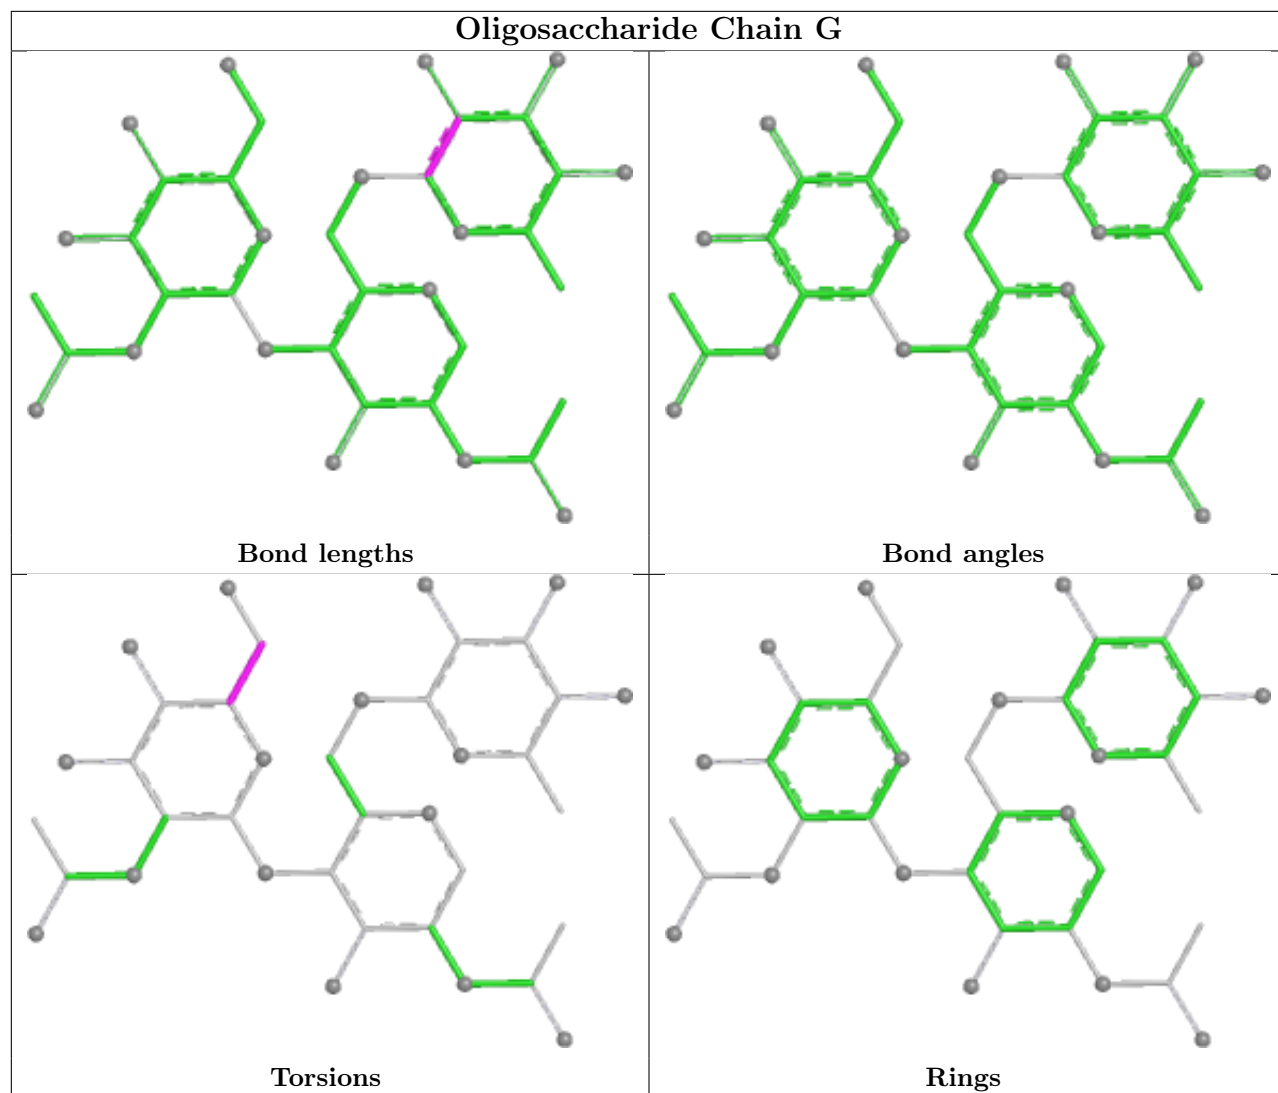 Oligosaccharide Chain G
Bond lengths
Bond angles
Torsions
Rings